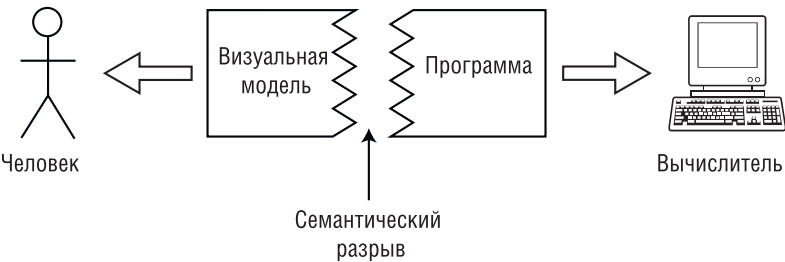 Визуальная
модель
Программа
Человек
Вычислитель
Семантический
разрыв